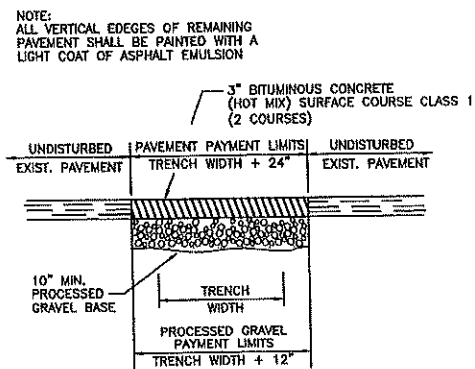 NOTE:
ALL VERTICAL EDEGES OF REMAINING
PAVEMENT SHALL BE PAINTED WITH A
LIGHT COAT OF ASPHALT EMULSION
3" BITUMINOUS CONCRETE
(HOT MIX) SURFACE COURSE CLASS 1
(2 COURSES)
UNDISTURBED
EXIST. PAVEMENT
PAVEMENT PAYMENT LIMITS
TRENCH WIDTH + 24"
UNDISTURBED
EXIST. PAVEMENT
10" MIN.
PROCESSED
GRAVEL BASE
TRENCH
WIDTH
PROCESSED GRAVEL
PAYMENT LIMITS
TRENCH WIDTH + 12"